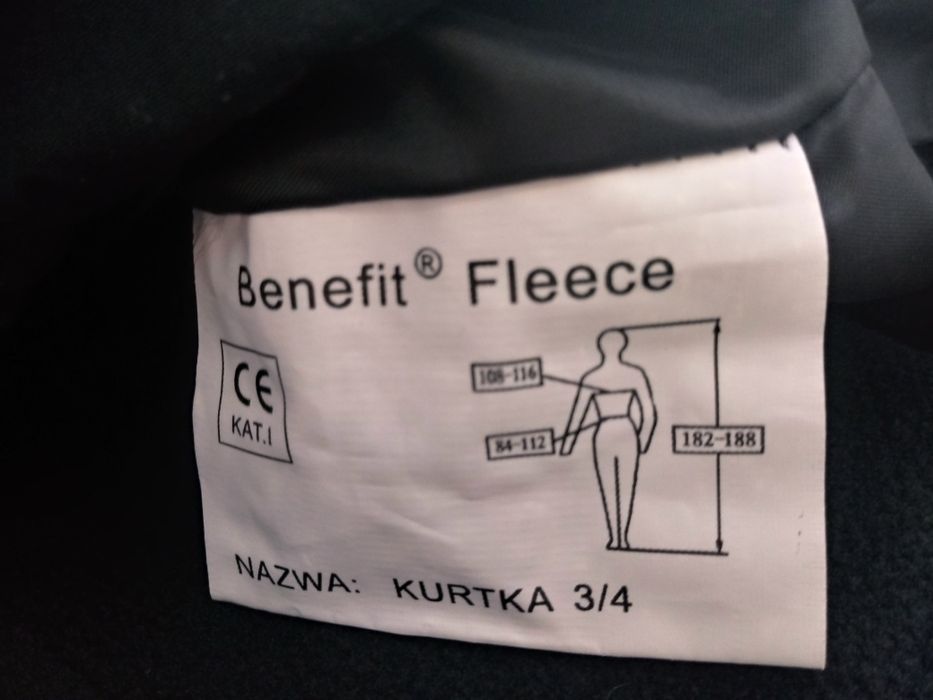 Benefit® Fleece
CE
KAT.I
108-116
84-112
182-188
NAZWA: KURTKA 3/4